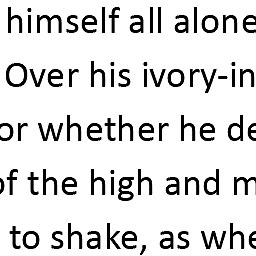 himself all alone
Over his ivory-in
or whether he de
of the high and m
to shake, as whe